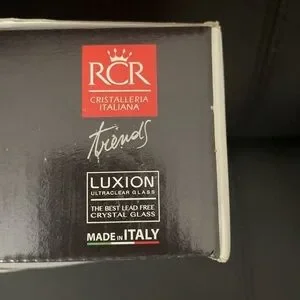 RCR
CRISTALLERIA
ITALIANA
trends
LUXION®
ULTRACLEAR GLASS
THE BEST LEAD FREE
CRYSTAL GLASS
MADE in ITALY